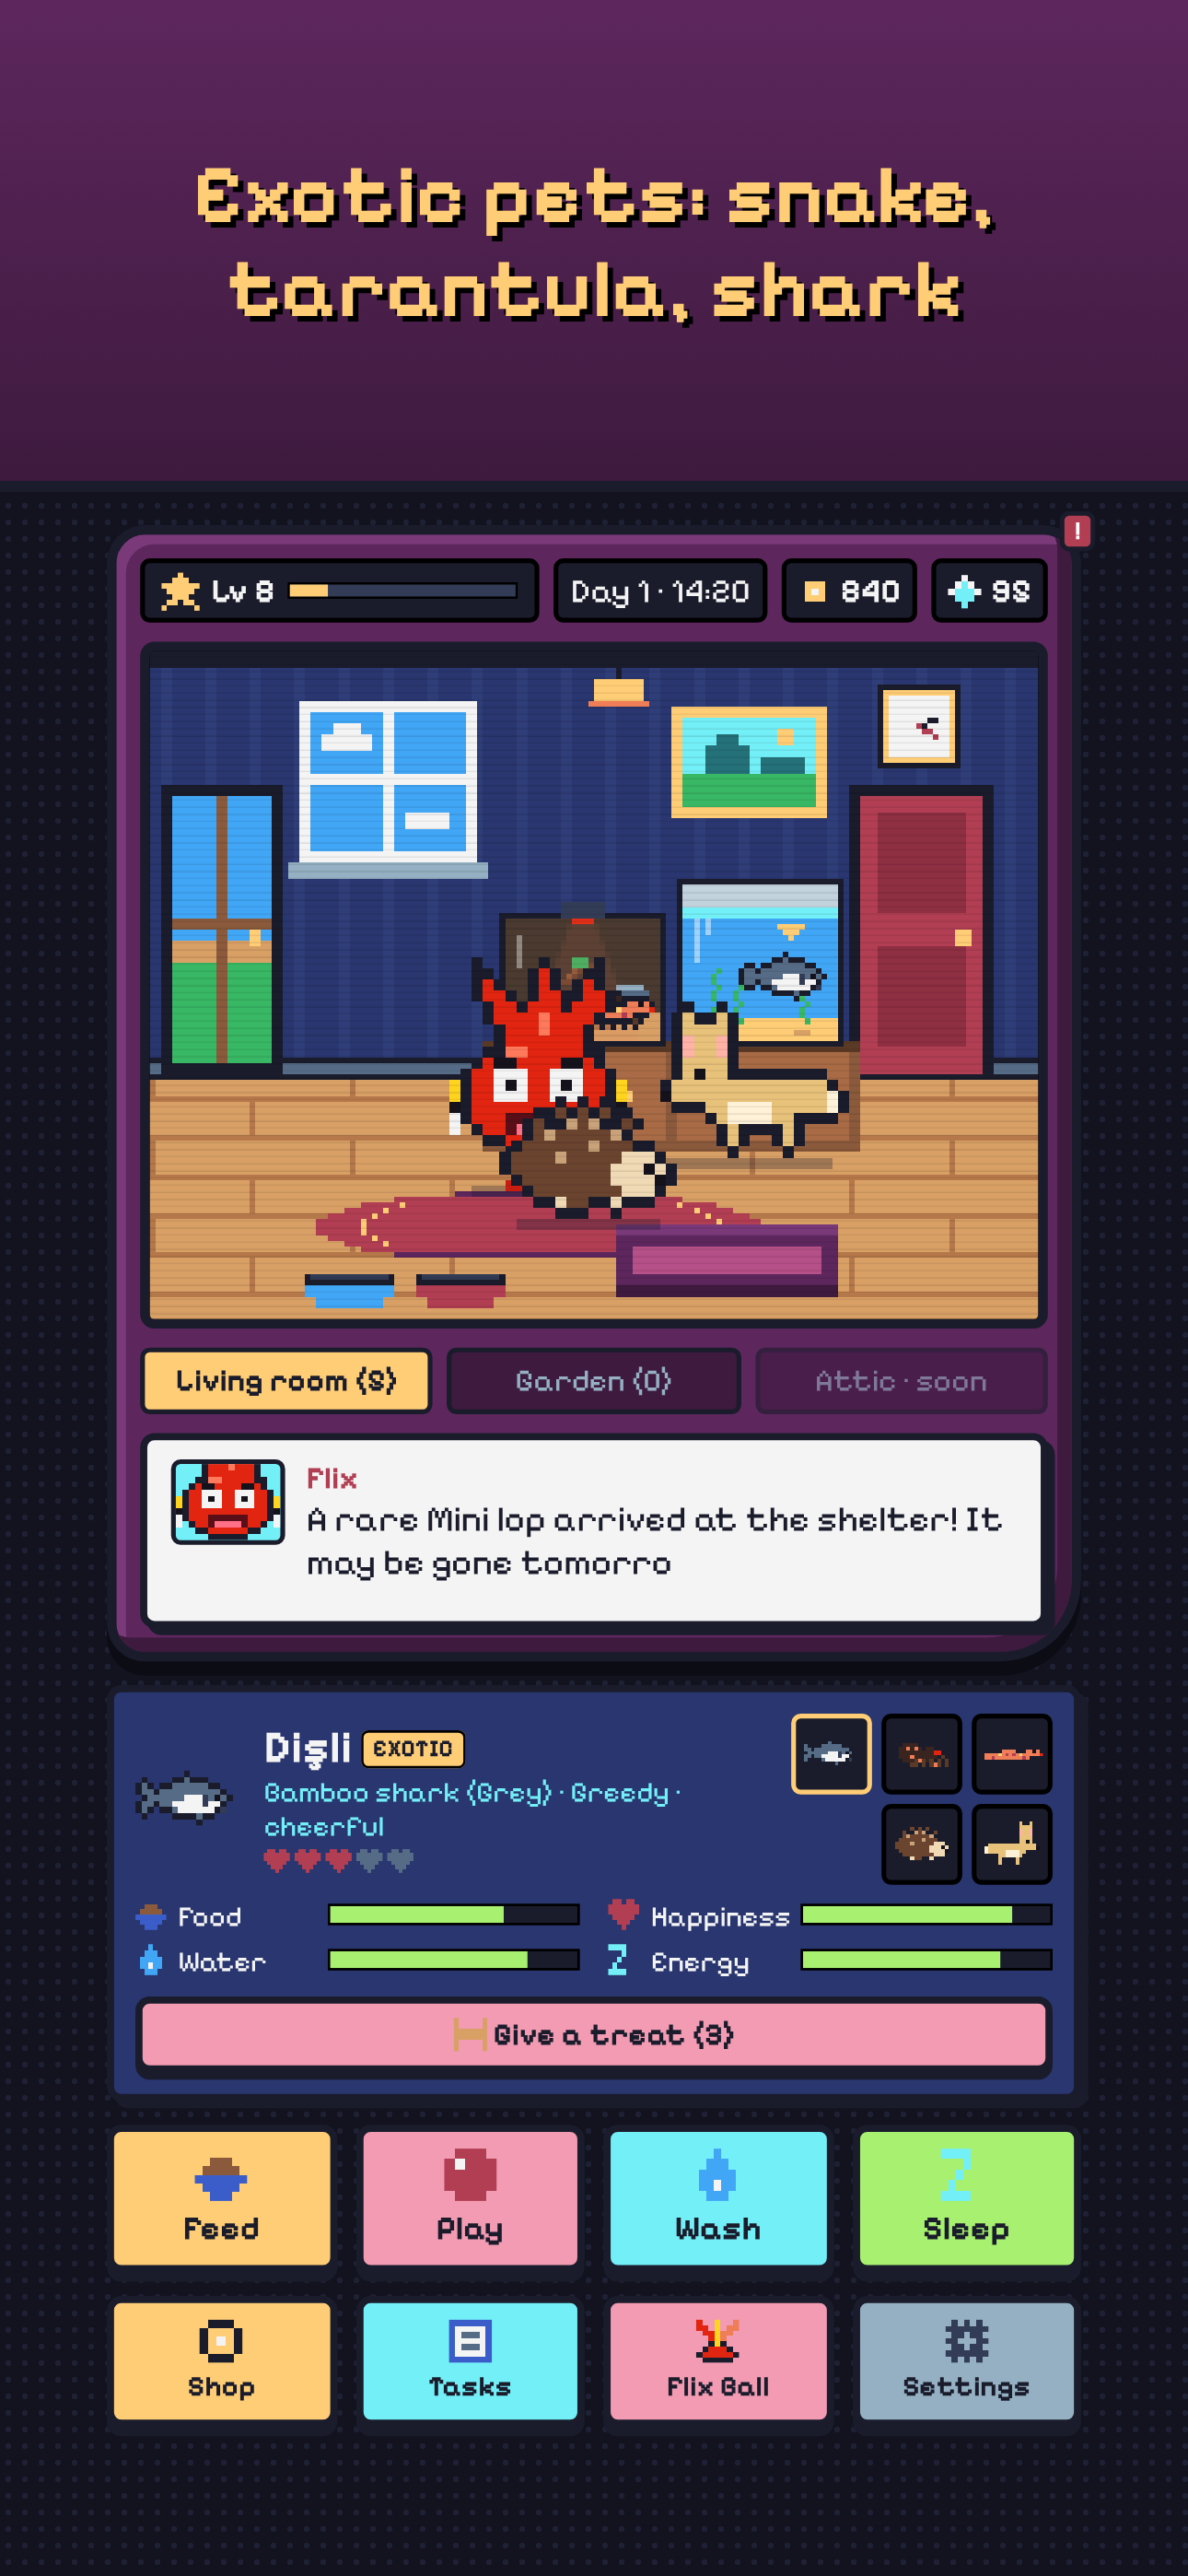 Exotic pets: snake,
tarantula, shark
!
Lv 8
Day 1 · 14:20
840
95
Living room (5)
Garden (0)
Attic · soon
Flix
A rare Mini lop arrived at the shelter! It
may be gone tomorro
Dişli
EXOTIC
Bamboo shark (Grey) · Greedy ·
cheerful
Food
Happiness
Water
Energy
Give a treat (3)
Feed
Play
Wash
Sleep
Shop
Tasks
Flix Ball
Settings